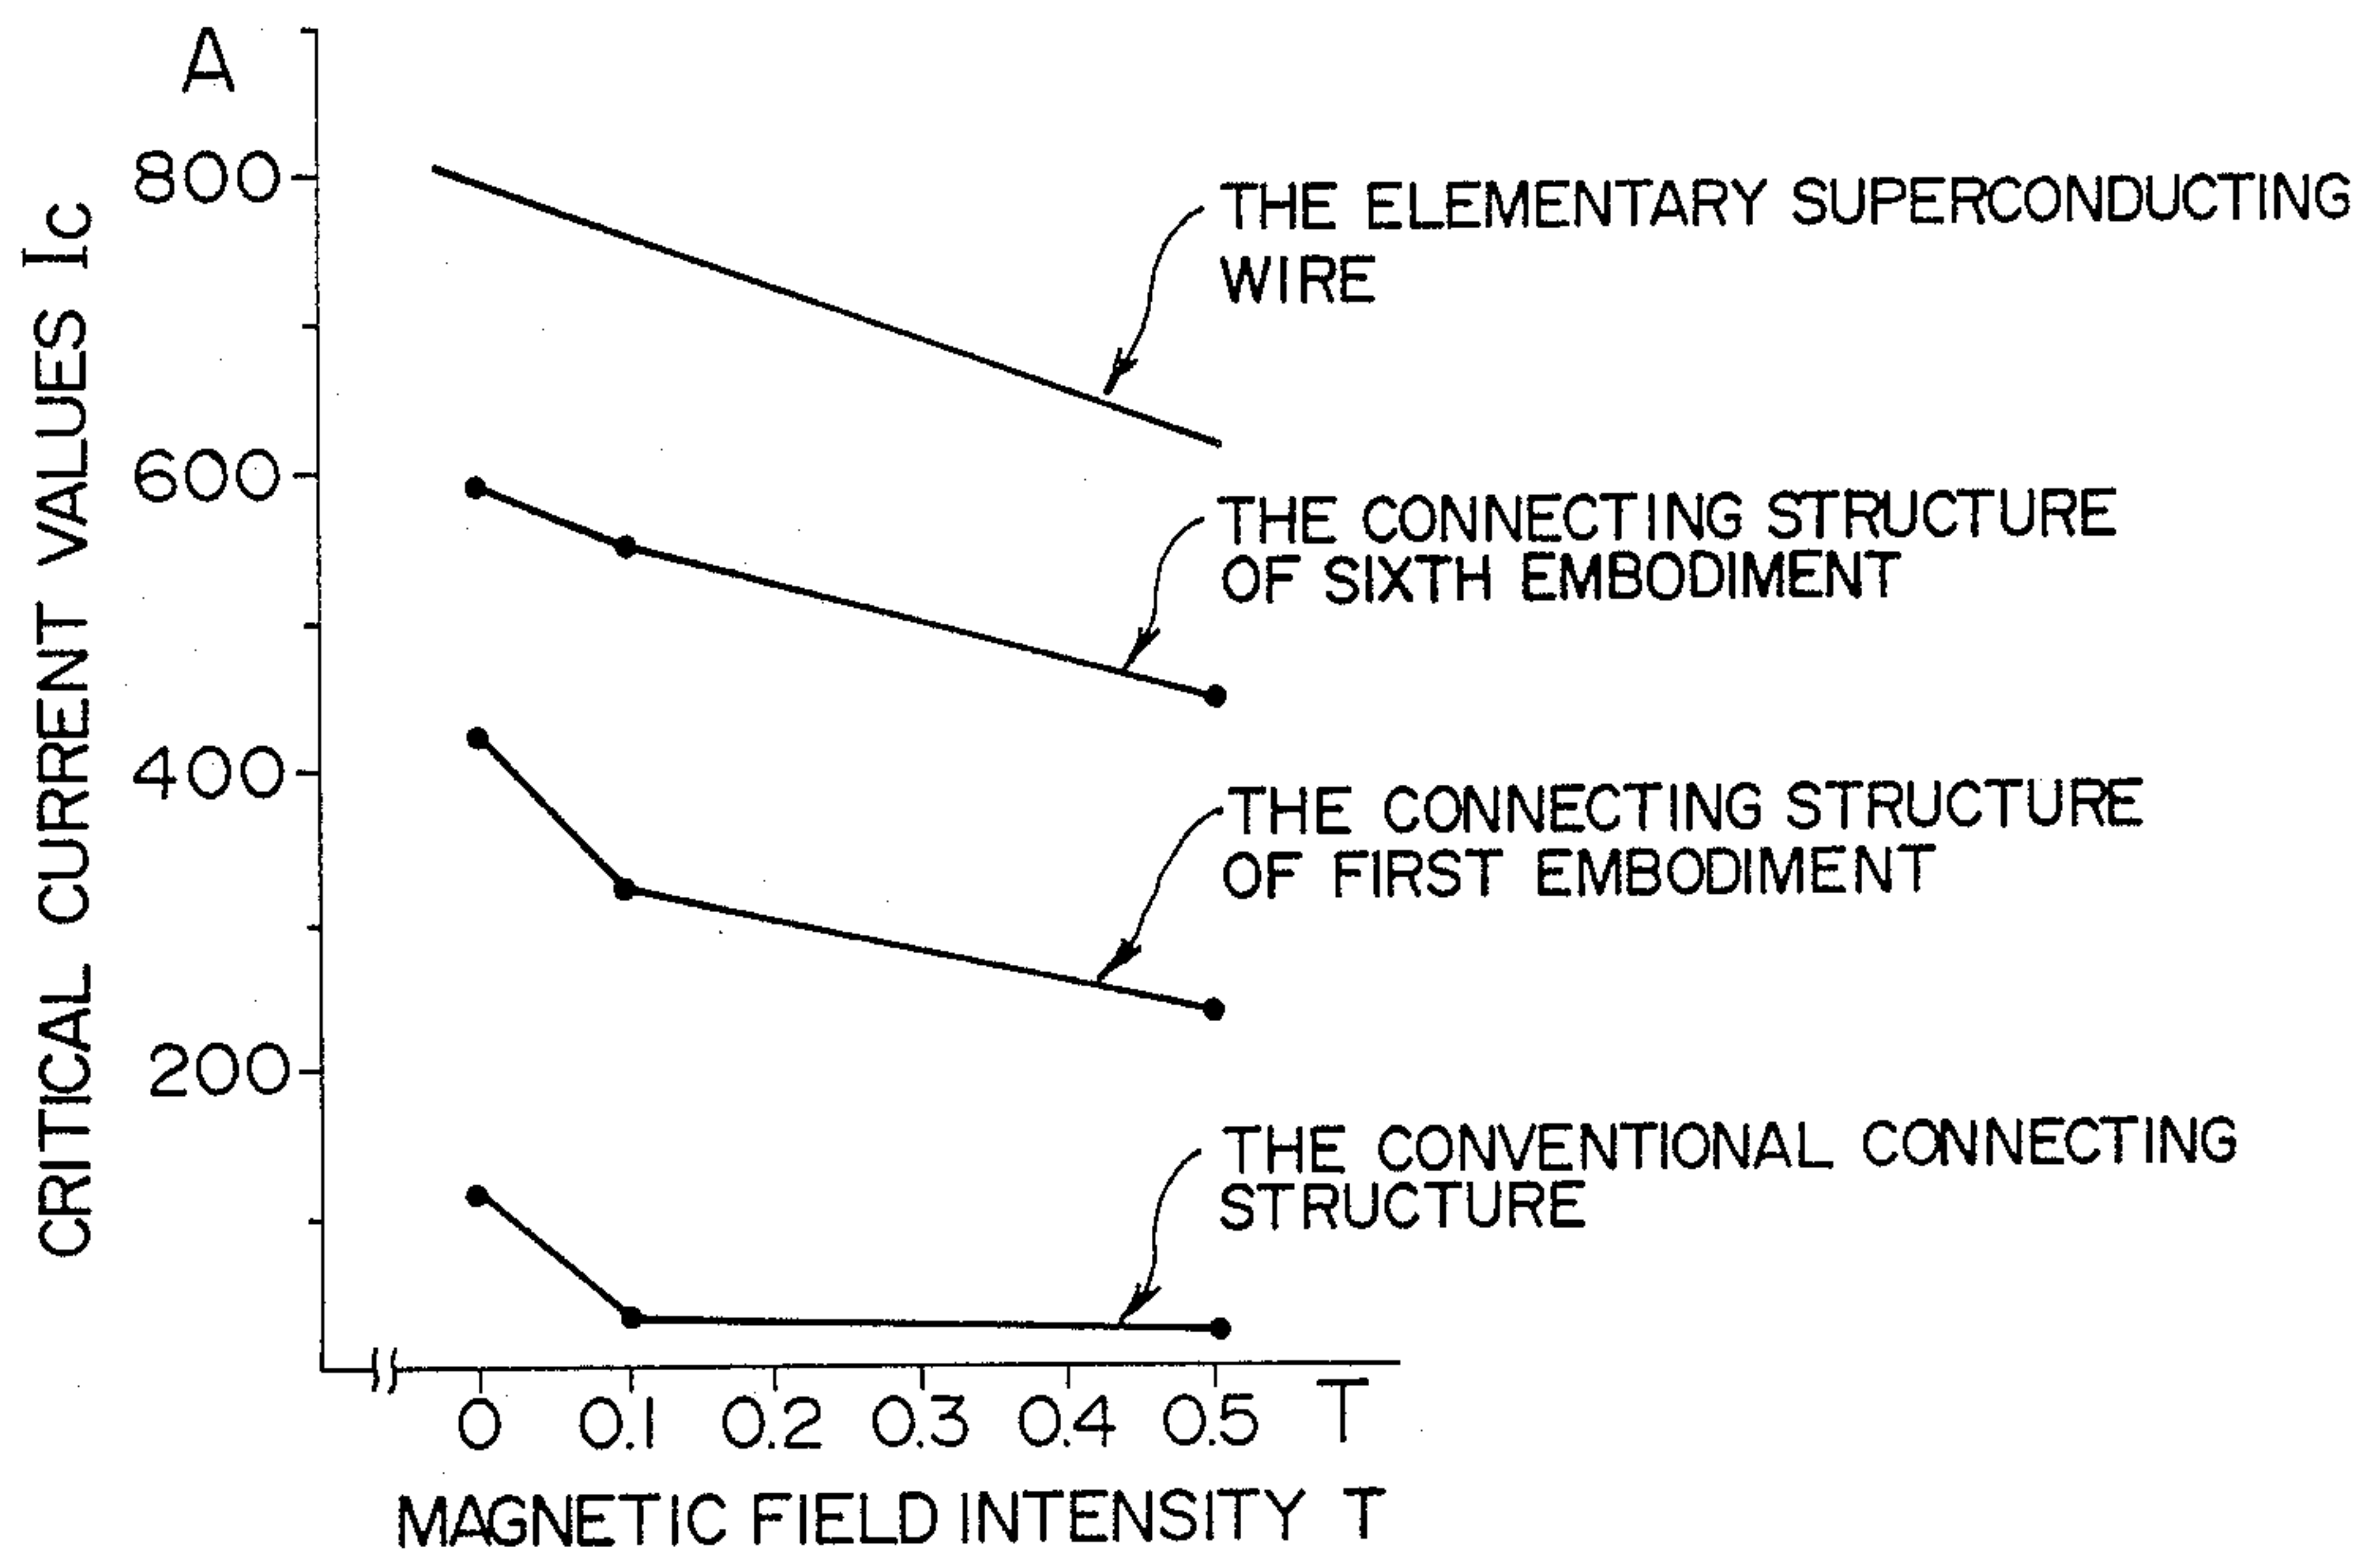 A
CRITICAL CURRENT VALUES Ic
800
600
400
200
THE ELEMENTARY SUPERCONDUCTING
WIRE
THE CONNECTING STRUCTURE
OF SIXTH EMBODIMENT
THE CONNECTING STRUCTURE
OF FIRST EMBODIMENT
THE CONVENTIONAL CONNECTING
STRUCTURE
0 0.1 0.2 0.3 0.4 0.5 T
MAGNETIC FIELD INTENSITY T